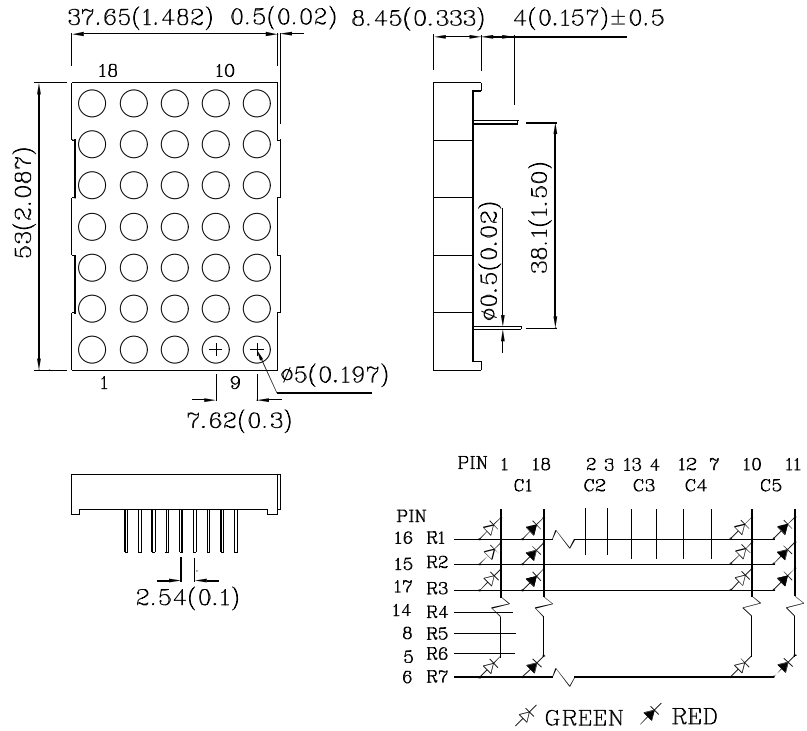 37.65(1.482) 0.5(0.02) 8.45(0.333) 4(0.157)±0.5
18 10
53(2.087)
38.1(1.50)
ø0.5(0.02)
1 9
ø5(0.197)
7.62(0.3)
2.54(0.1)
PIN 1 18 2 3 13 4 12 7 10 11
C1 C2 C3 C4 C5
PIN
16 R1
15 R2
17 R3
14 R4
8 R5
5 R6
6 R7
GREEN RED